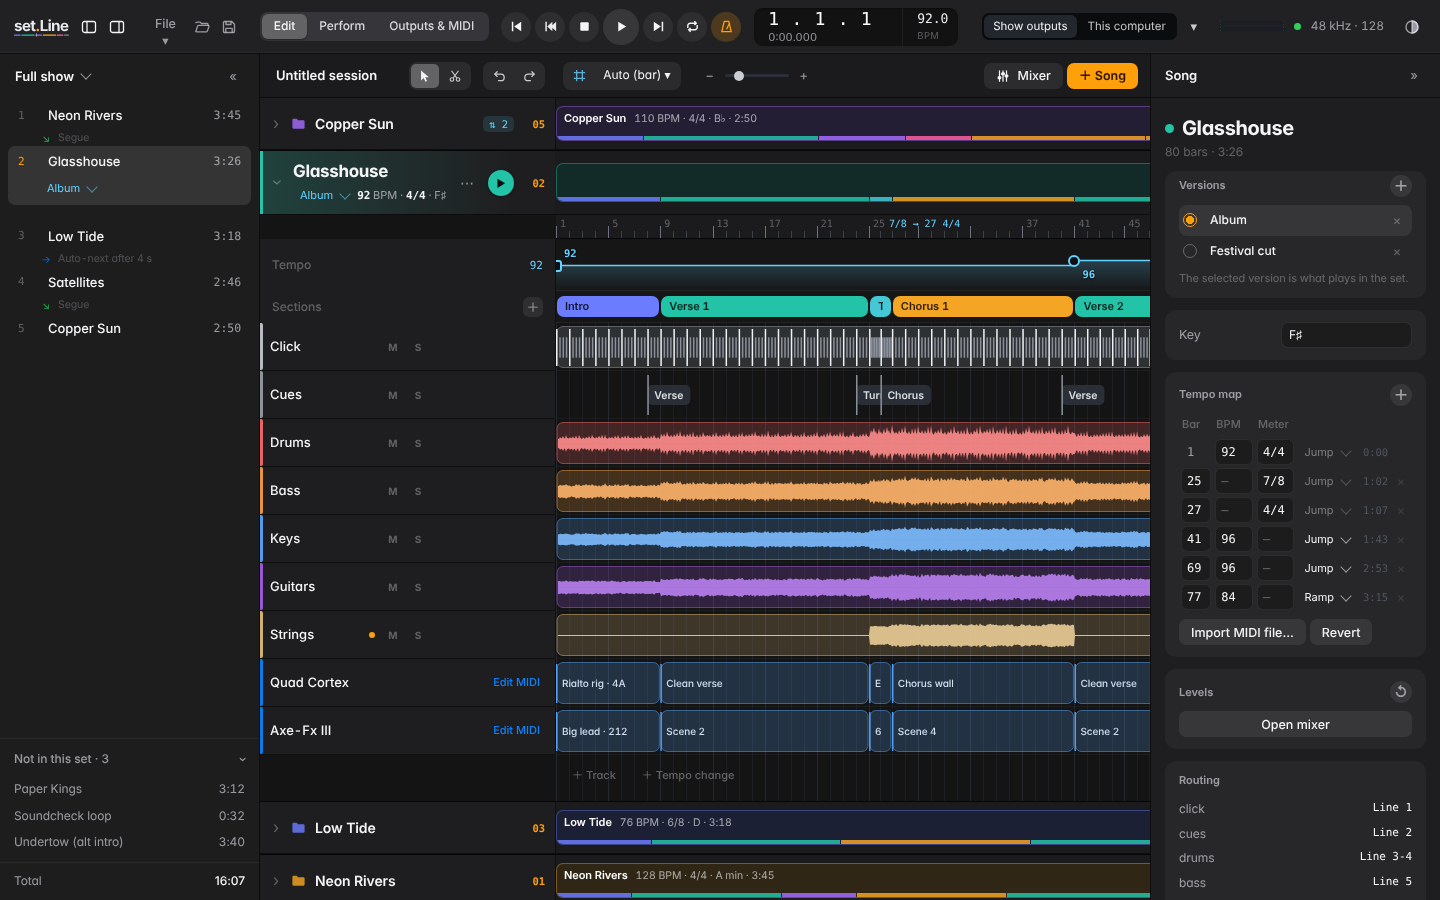 set.Line
File ▾
Edit Perform Outputs & MIDI
1 . 1 . 1
0:00.000
92.0
BPM
Show outputs This computer ▾
48 kHz · 128
Full show «
1 Neon Rivers 3:45
Segue
2 Glasshouse 3:26
Album
3 Low Tide 3:18
Auto-next after 4 s
4 Satellites 2:46
Segue
5 Copper Sun 2:50
Not in this set · 3
Paper Kings 3:12
Soundcheck loop 0:32
Undertow (alt intro) 3:40
Total 16:07
Untitled session
Auto (bar) ▾
− +
Mixer
+ Song
Copper Sun ⇅ 2 05
Copper Sun 110 BPM · 4/4 · B♭ · 2:50
Glasshouse
Album 92 BPM · 4/4 · F♯
⋯ 02
1 5 9 13 17 21 25 7/8 → 27 4/4 37 41 45
Tempo 92
92
96
Sections +
Intro Verse 1 T Chorus 1 Verse 2
Click M S
Cues M S
Verse Tur Chorus Verse
Drums M S
Bass M S
Keys M S
Guitars M S
Strings M S
Quad Cortex Edit MIDI
Rialto rig · 4A Clean verse E Chorus wall Clean verse
Axe-Fx III Edit MIDI
Big lead · 212 Scene 2 6 Scene 4 Scene 2
+ Track + Tempo change
Low Tide 03
Low Tide 76 BPM · 6/8 · D · 3:18
Neon Rivers 01
Neon Rivers 128 BPM · 4/4 · A min · 3:45
Song »
Glasshouse
80 bars · 3:26
Versions +
Album ×
Festival cut ×
The selected version is what plays in the set.
Key F♯
Tempo map +
Bar BPM Meter
1 92 4/4 Jump 0:00
25 – 7/8 Jump 1:02 ×
27 – 4/4 Jump 1:07 ×
41 96 – Jump 1:43 ×
69 96 – Jump 2:53 ×
77 84 – Ramp 3:15 ×
Import MIDI file... Revert
Levels
Open mixer
Routing
click Line 1
cues Line 2
drums Line 3-4
bass Line 5